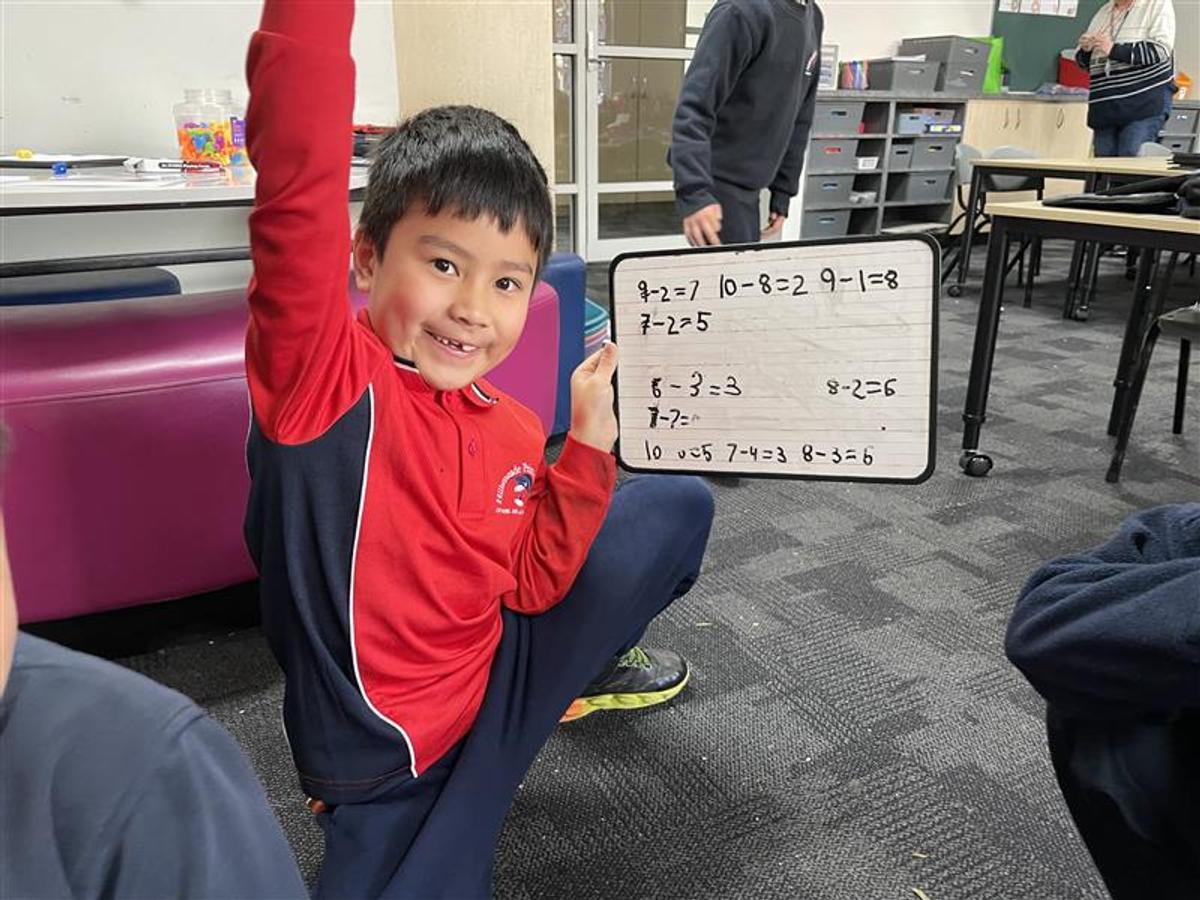 9-2=7 10-8=2 9-1=8
7-2=5
6-3=3 8-2=6
7-?=
10 =5 7-4=3 8-3=6